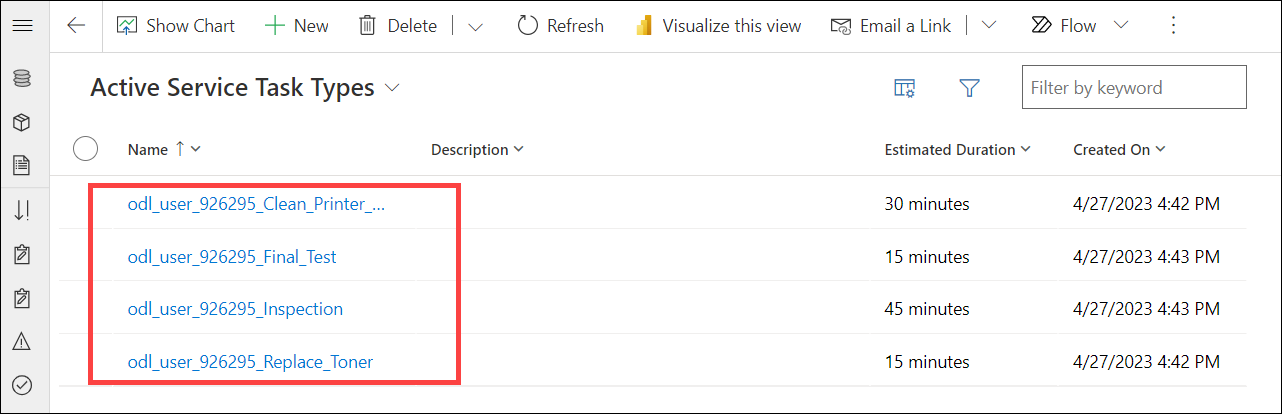 Show Chart New Delete Refresh Visualize this view Email a Link Flow
Active Service Task Types Filter by keyword
Name Description Estimated Duration Created On
odl_user_926295_Clean_Printer_... 30 minutes 4/27/2023 4:42 PM
odl_user_926295_Final_Test 15 minutes 4/27/2023 4:43 PM
odl_user_926295_Inspection 45 minutes 4/27/2023 4:43 PM
odl_user_926295_Replace_Toner 15 minutes 4/27/2023 4:42 PM